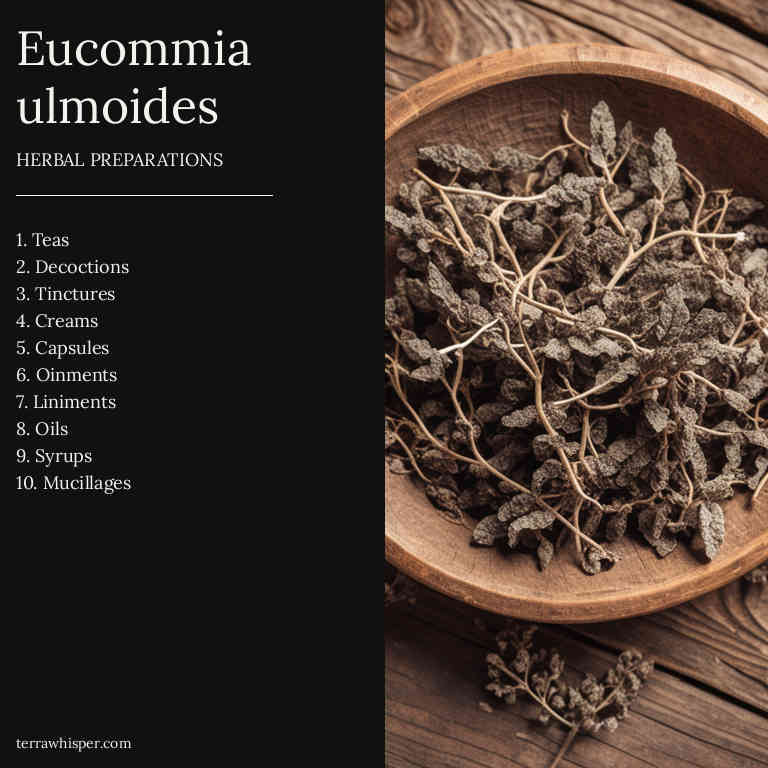 Eucommia
ulmoides
HERBAL PREPARATIONS
1. Teas
2. Decoctions
3. Tinctures
4. Creams
5. Capsules
6. Oinments
7. Liniments
8. Oils
9. Syrups
10. Mucillages
terrawhisper.com